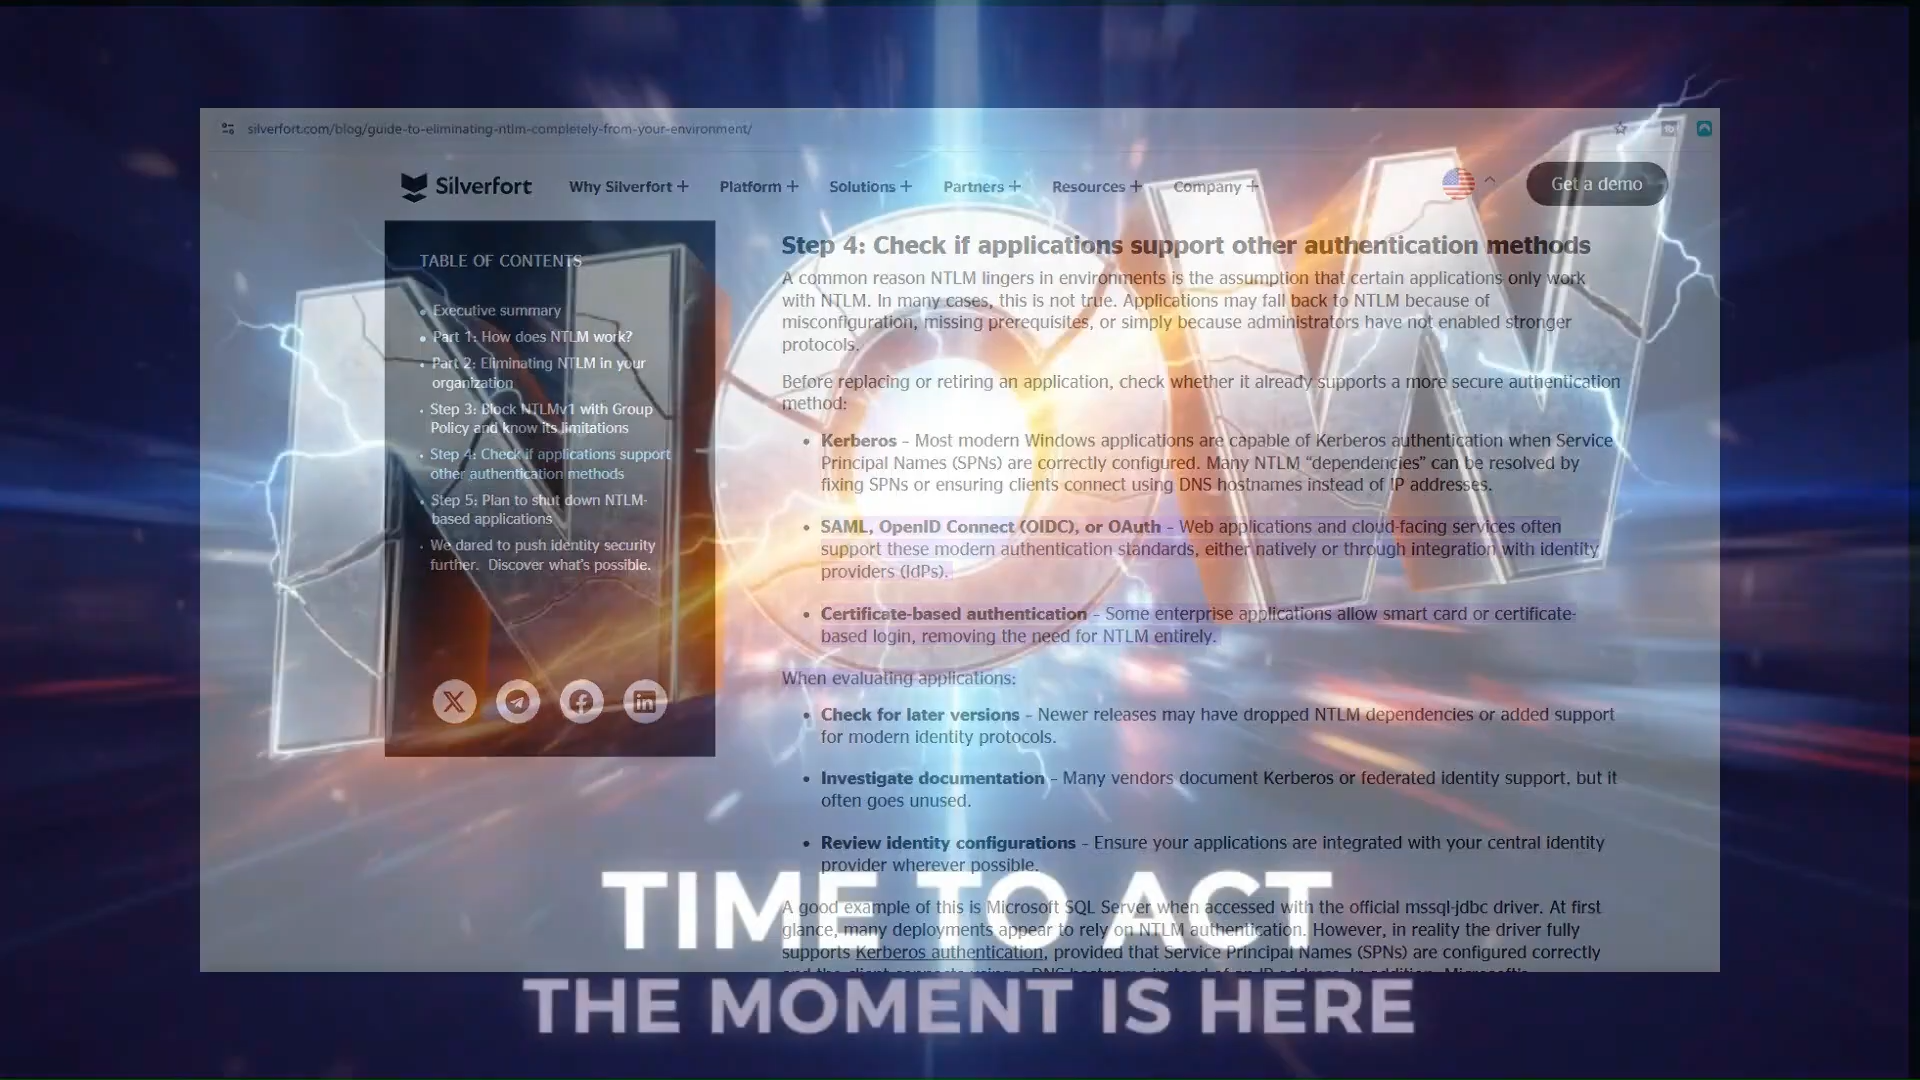 silverfort.com/blog/guide-to-eliminating-ntlm-completely-from-your-environment/
Silverfort
Why Silverfort +
Platform +
Solutions +
Partners +
Resources +
Company +
Get a demo
TABLE OF CONTENTS
• Executive summary
• Part 1: How does NTLM work?
• Part 2: Eliminating NTLM in your
organization
• Step 3: Block NTLMv1 with Group
Policy and know its limitations
• Step 4: Check if applications support
other authentication methods
• Step 5: Plan to shut down NTLM-
based applications
• We dared to push identity security
further. Discover what's possible.
Step 4: Check if applications support other authentication methods
A common reason NTLM lingers in environments is the assumption that certain applications only work
with NTLM. In many cases, this is not true. Applications may fall back to NTLM because of
misconfiguration, missing prerequisites, or simply because administrators have not enabled stronger
protocols.
Before replacing or retiring an application, check whether it already supports a more secure authentication
method:
• Kerberos – Most modern Windows applications are capable of Kerberos authentication when Service
Principal Names (SPNs) are correctly configured. Many NTLM “dependencies” can be resolved by
fixing SPNs or ensuring clients connect using DNS hostnames instead of IP addresses.
• SAML, OpenID Connect (OIDC), or OAuth – Web applications and cloud-facing services often
support these modern authentication standards, either natively or through integration with identity
providers (IdPs).
• Certificate-based authentication – Some enterprise applications allow smart card or certificate-
based login, removing the need for NTLM entirely.
When evaluating applications:
• Check for later versions – Newer releases may have dropped NTLM dependencies or added support
for modern identity protocols.
• Investigate documentation – Many vendors document Kerberos or federated identity support, but it
often goes unused.
• Review identity configurations – Ensure your applications are integrated with your central identity
provider wherever possible.
A good example of this is Microsoft SQL Server when accessed with the official mssql-jdbc driver. At first
glance, many deployments appear to rely on NTLM authentication. However, in reality the driver fully
supports Kerberos authentication, provided that Service Principal Names (SPNs) are configured correctly
NOW
TIME TO ACT
THE MOMENT IS HERE